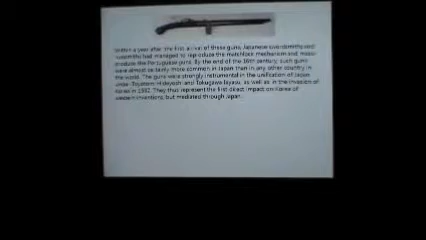 Within a year after the first arrival of these guns, Japanese swordsmiths and
ironsmiths had managed to reproduce the matchlock mechanism and mass-
produce the Portuguese guns. By the end of the 16th century, such guns
were almost certainly more common in Japan than in any other country in
the world. The guns were strongly instrumental in the unification of Japan
under Toyotomi Hideyoshi and Tokugawa Ieyasu, as well as in the invasion of
Korea in 1592. They thus represent the first direct impact on Korea of
western inventions, but mediated through Japan.